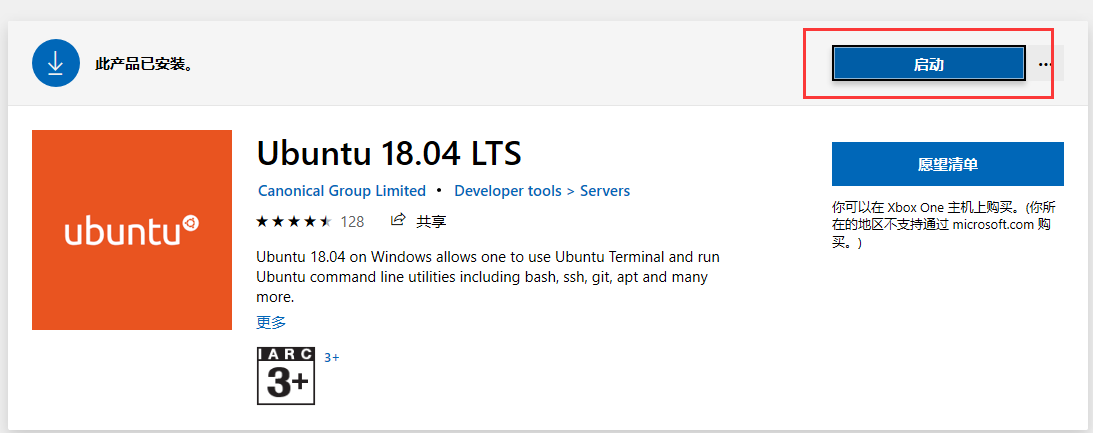 此产品已安装。
启动
...
ubuntu
Ubuntu 18.04 LTS
Canonical Group Limited • Developer tools > Servers
128 共享
Ubuntu 18.04 on Windows allows one to use Ubuntu Terminal and run
Ubuntu command line utilities including bash, ssh, git, apt and many
more.
更多
IARC
3+
3+
愿望清单
你可以在 Xbox One 主机上购买。(你所
在的地区不支持通过 microsoft.com 购
买。)